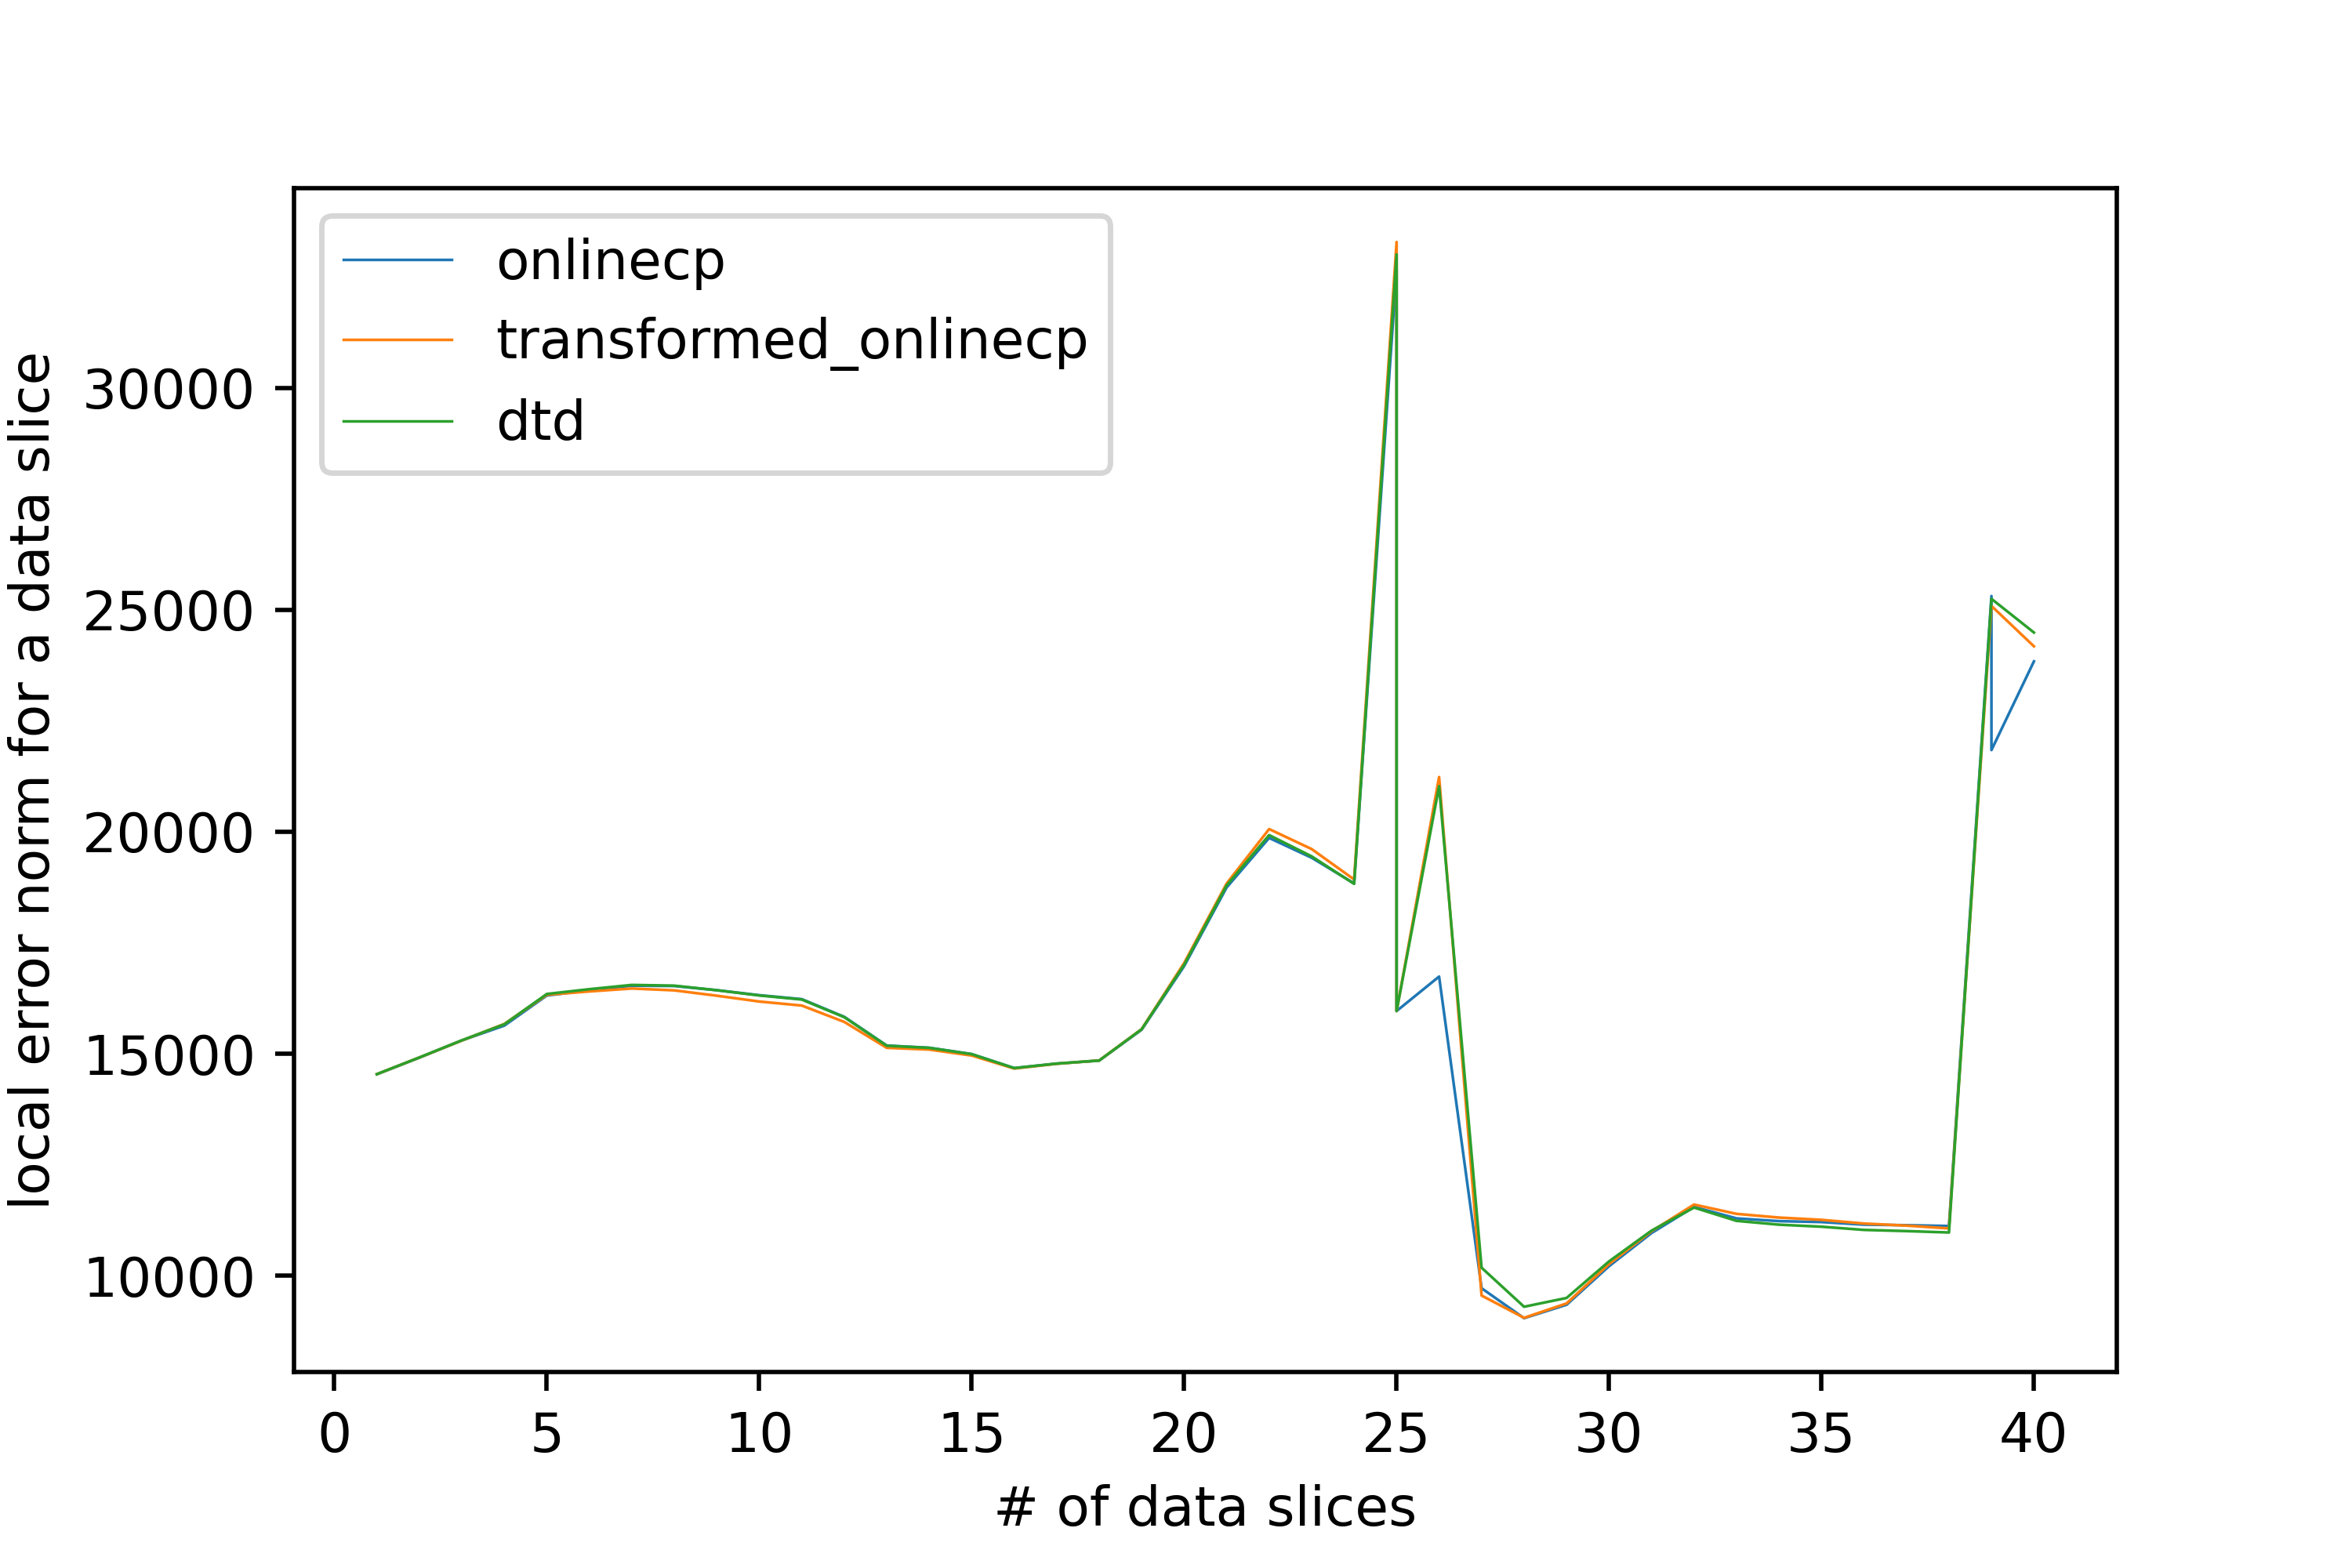 onlinecp
transformed_onlinecp
dtd
local error norm for a data slice
30000
25000
20000
15000
10000
0 5 10 15 20 25 30 35 40
# of data slices